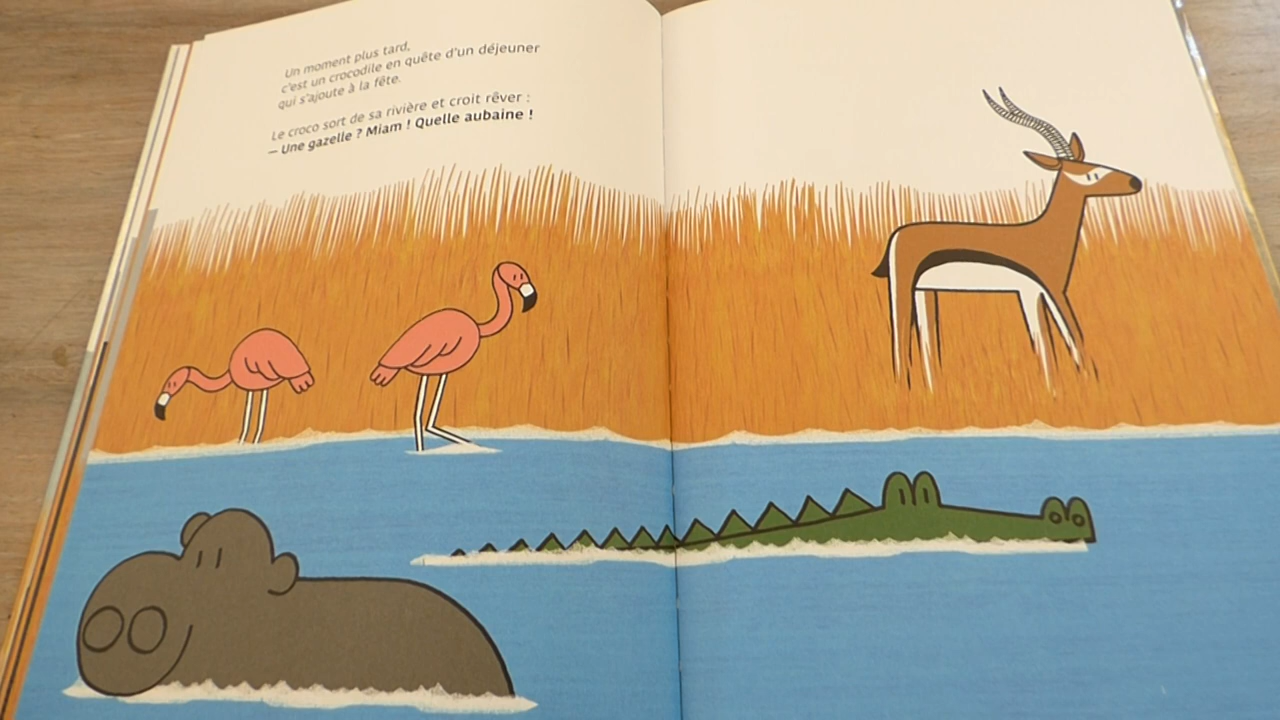 Un moment plus tard,
c'est un crocodile en quête d'un déjeuner
qui s'ajoute à la fête.
Le croco sort de sa rivière et croit rêver :
— Une gazelle ? Miam ! Quelle aubaine !